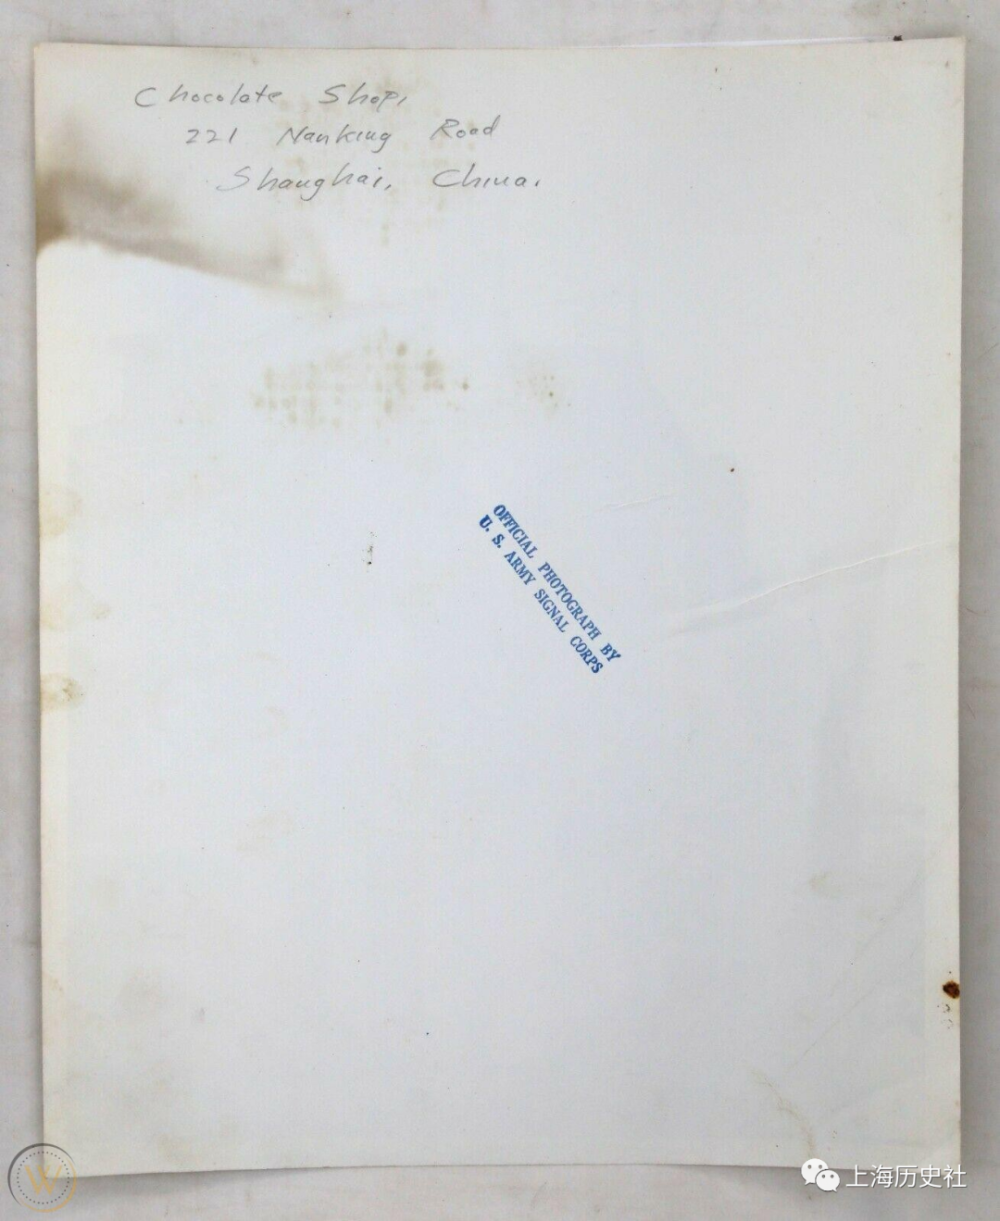 Chocolate Shop,
221 Nanking Road
Shanghai, China.
OFFICIAL PHOTOGRAPH BY
U. S. ARMY SIGNAL CORPS
W
上海历史社